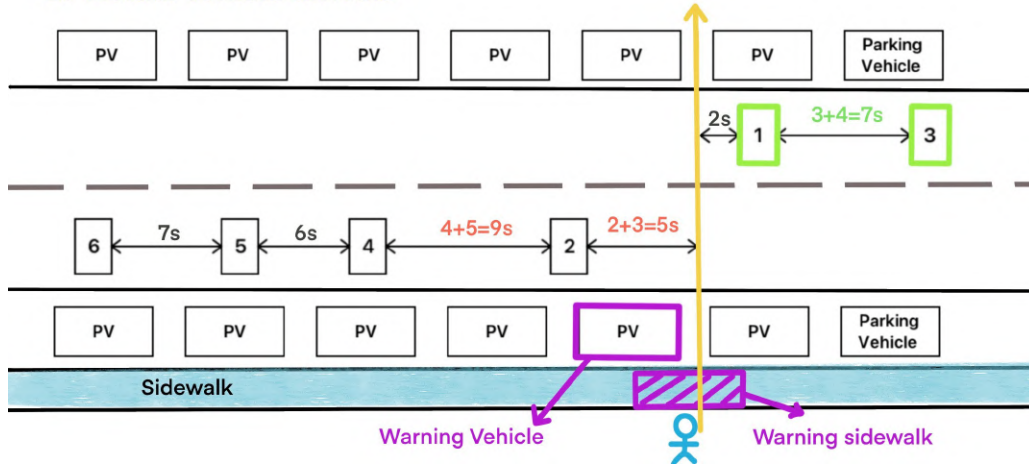 PV PV PV PV PV PV Parking Vehicle
2s 1 3+4=7s 3
6 7s 5 6s 4 4+5=9s 2 2+3=5s
PV PV PV PV PV PV Parking Vehicle
Sidewalk
Warning Vehicle Warning sidewalk